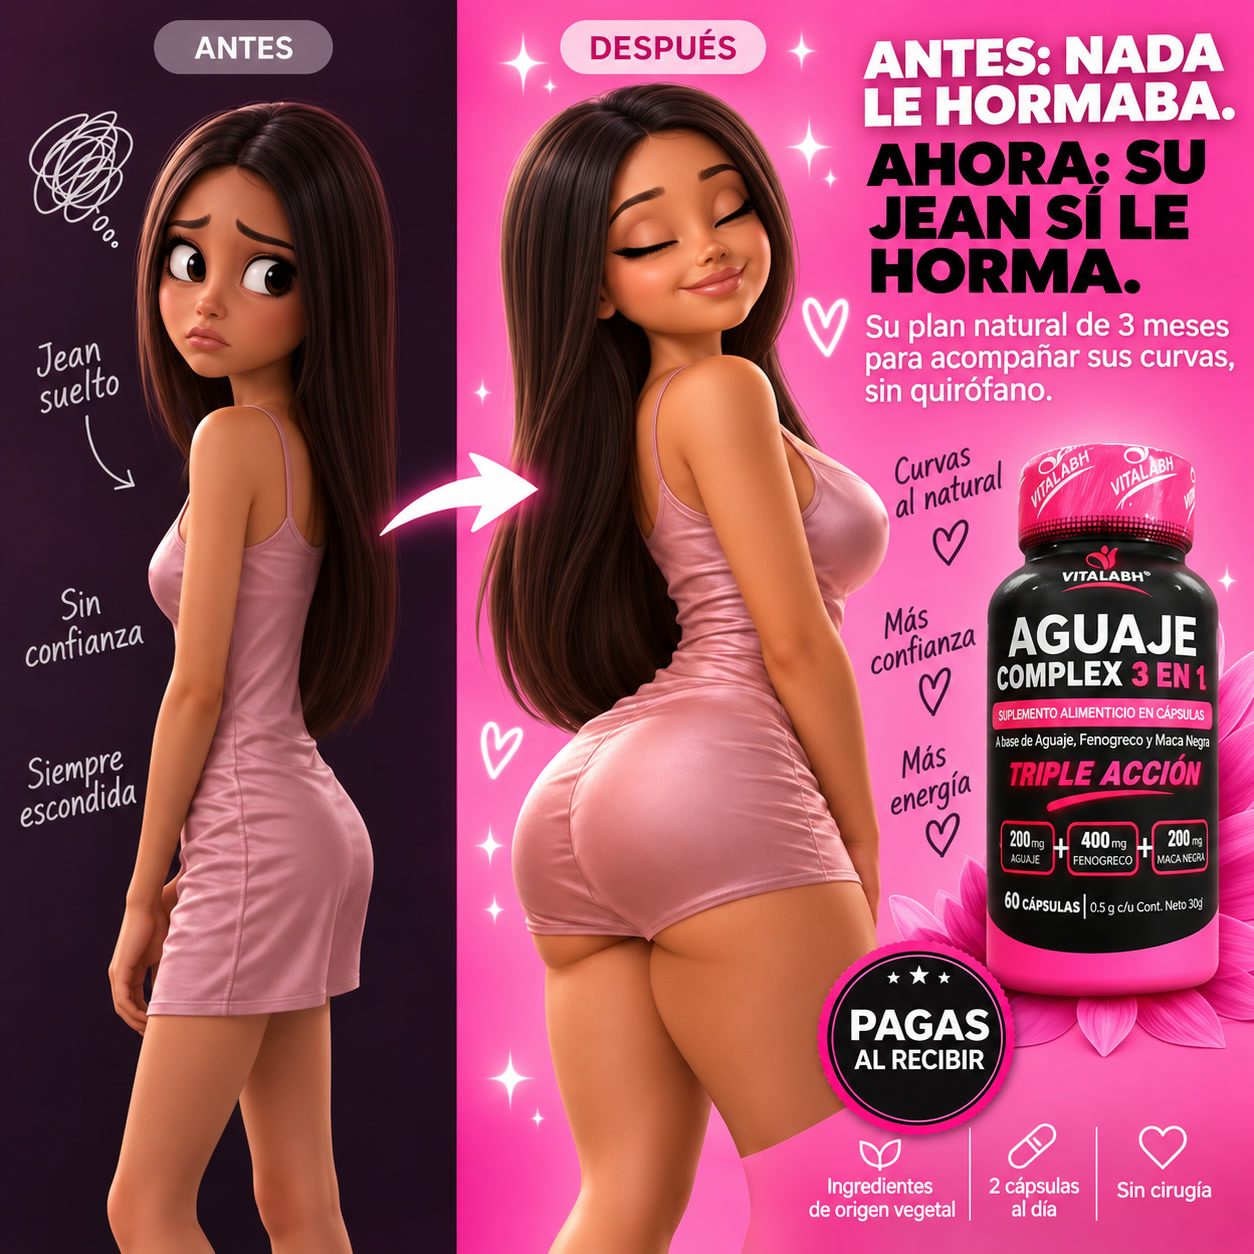 ANTES
DESPUÉS
ANTES: NADA
LE HORMABA.
AHORA: SU
JEAN SÍ LE
HORMA.
Su plan natural de 3 meses
para acompañar sus curvas,
sin quirófano.
Jean
suelto
Sin
confianza
Siempre
escondida
Curvas
al natural
Más
confianza
Más
energía
VITALABH
VITALABH
VITALABH®
AGUAJE
COMPLEX 3 EN 1
SUPLEMENTO ALIMENTICIO EN CÁPSULAS
A base de Aguaje, Fenogreco y Maca Negra
TRIPLE ACCIÓN
200 mg + 400 mg + 200 mg
AGUAJE FENOGRECO MACA NEGRA
60 CÁPSULAS | 0.5 g c/u Cont. Neto 30g
PAGAS
AL RECIBIR
Ingredientes
de origen vegetal
2 cápsulas
al día
Sin cirugía